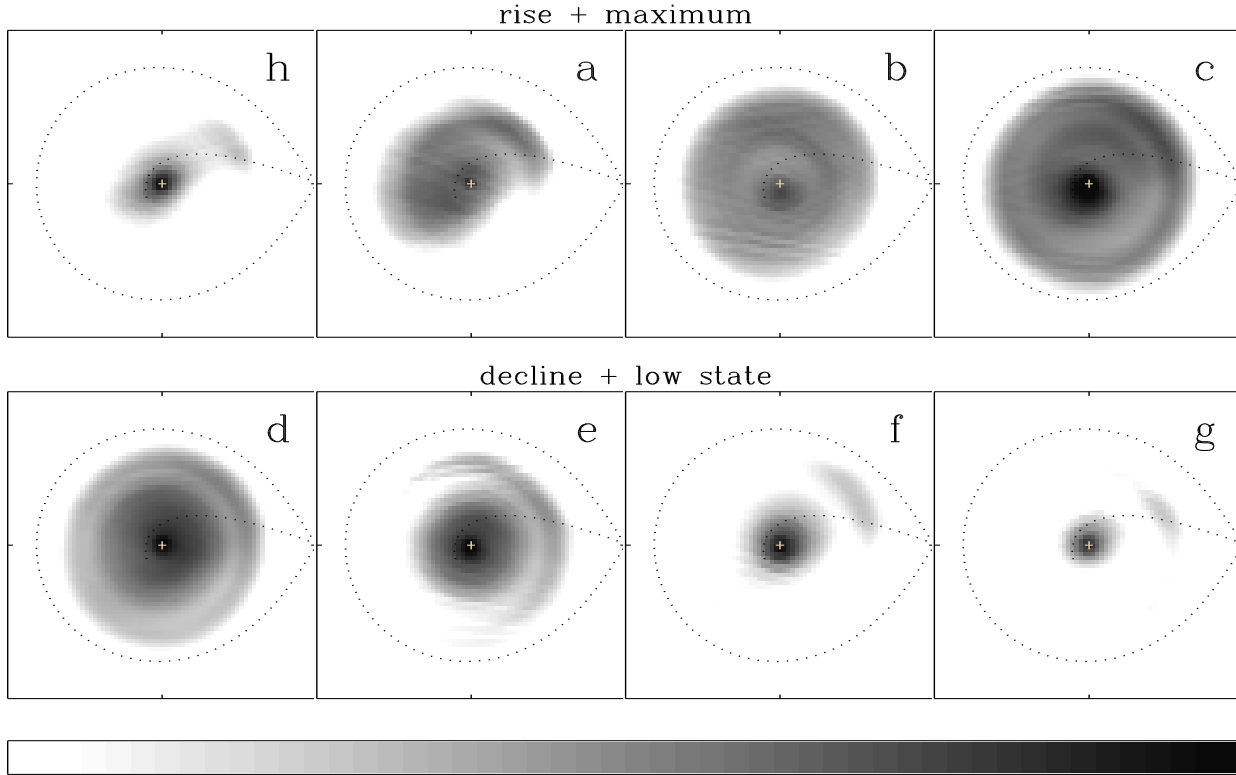 rise + maximum
h a b c
decline + low state
d e f g